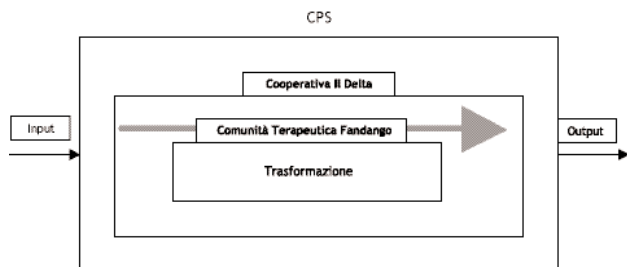 CPS
Cooperativa Il Delta
Input
Comunità Terapeutica Fandango
Output
Trasformazione